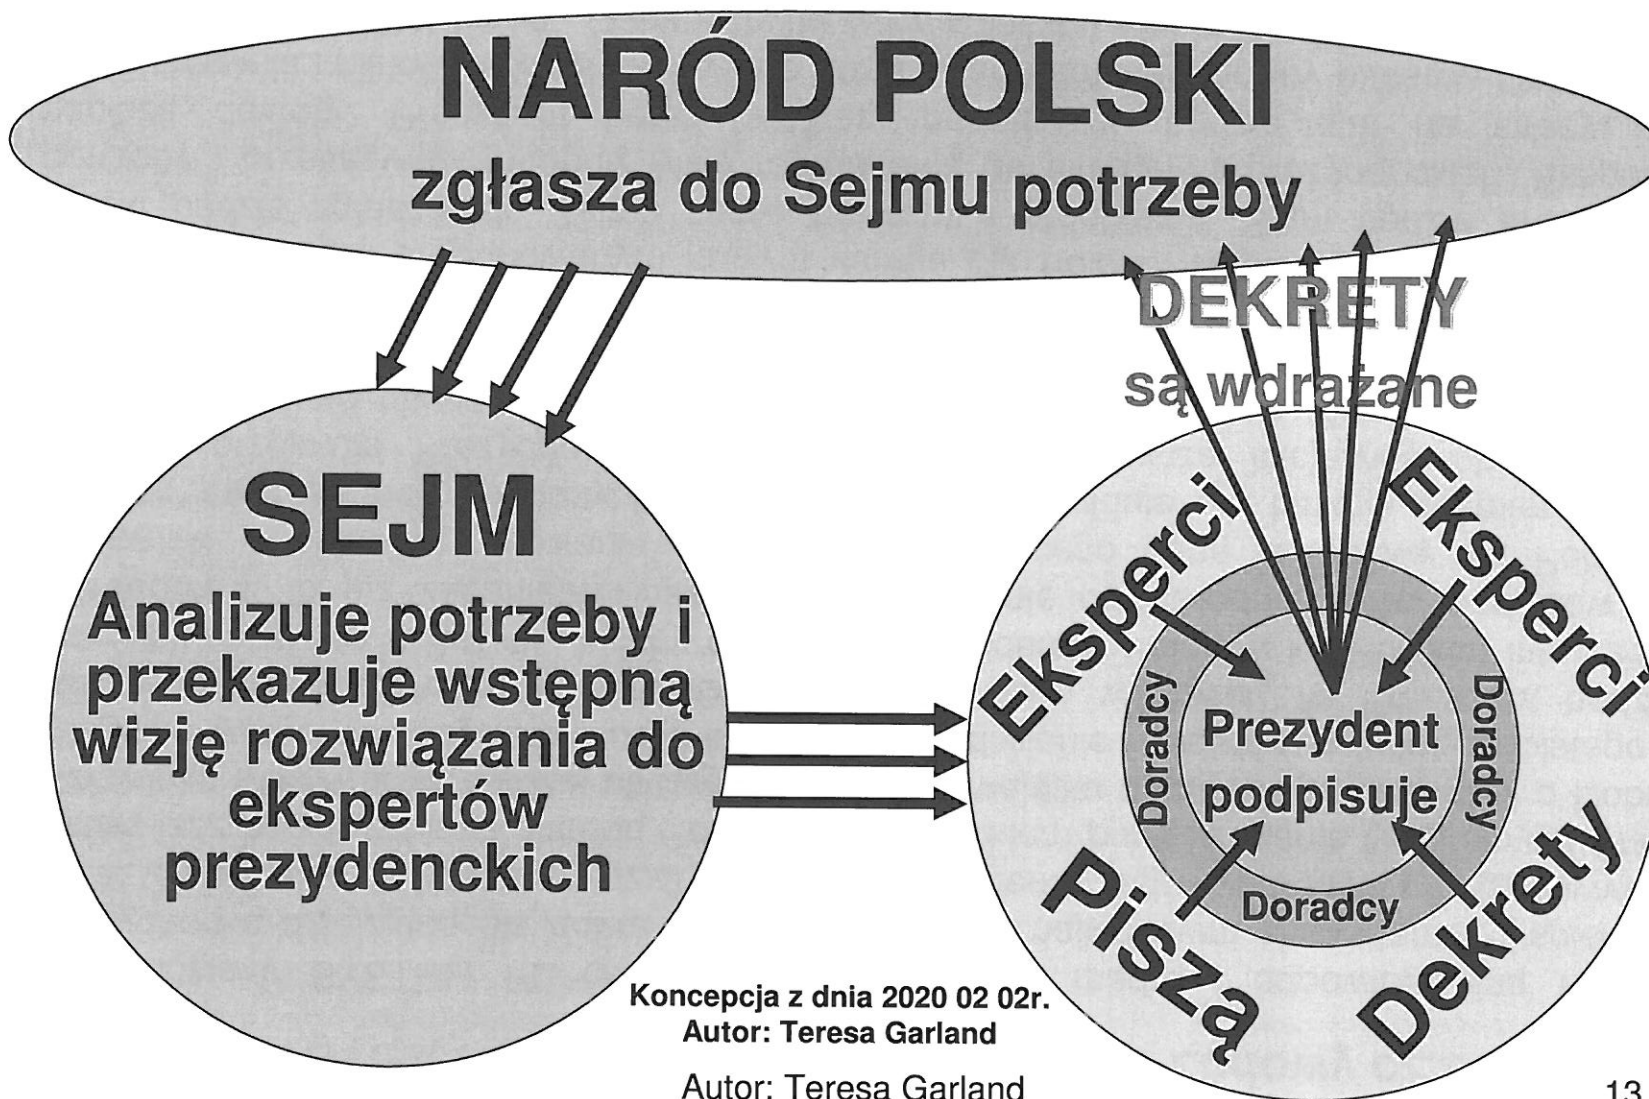 NARÓD POLSKI
zgłasza do Sejmu potrzeby
DEKRETY
są wdrażane
SEJM
Analizuje potrzeby i
przekazuje wstępną
wizję rozwiązania do
ekspertów
prezydenckich
Eksperci
Eksperci
Doradcy
Doradcy
Prezydent
podpisuje
Doradcy
Piszą
Dekrety
Koncepcja z dnia 2020 02 02r.
Autor: Teresa Garland
Autor: Teresa Garland
13